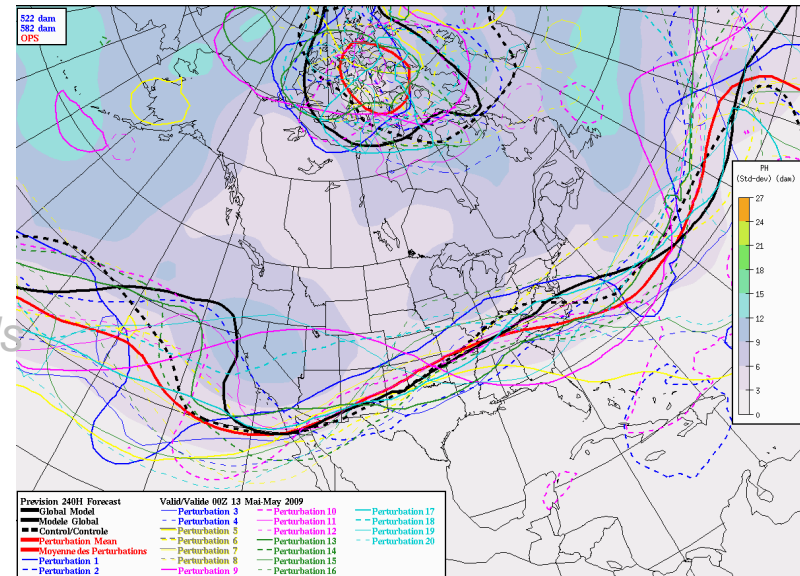 522 dam
582 dam
OPS
PH
(Std-dev) (dam)
27
24
21
18
15
12
9
6
3
0
Prevision 240H Forecast Valid/Valide 00Z 13 Mai-May 2009
Global Model
Modele Global
Control/Controle
Perturbation Mean
Moyenne des Perturbations
Perturbation 1
Perturbation 2
Perturbation 3
Perturbation 4
Perturbation 5
Perturbation 6
Perturbation 7
Perturbation 8
Perturbation 9
Perturbation 10
Perturbation 11
Perturbation 12
Perturbation 13
Perturbation 14
Perturbation 15
Perturbation 16
Perturbation 17
Perturbation 18
Perturbation 19
Perturbation 20